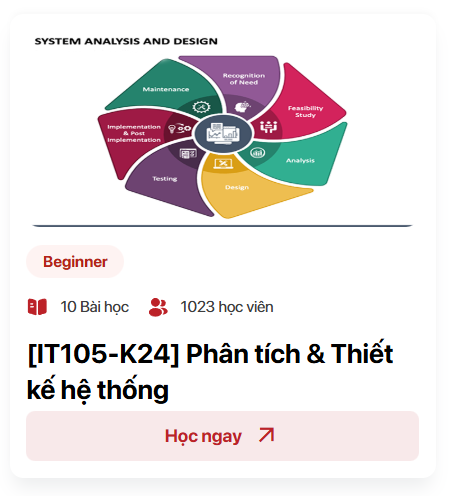 SYSTEM ANALYSIS AND DESIGN
Recognition
of Need
Maintenance
Feasibility
Study
Implementation
& Post
Implementation
Analysis
Testing
Design
Beginner
10 Bài học 1023 học viên
[IT105-K24] Phân tích & Thiết
kế hệ thống
Học ngay